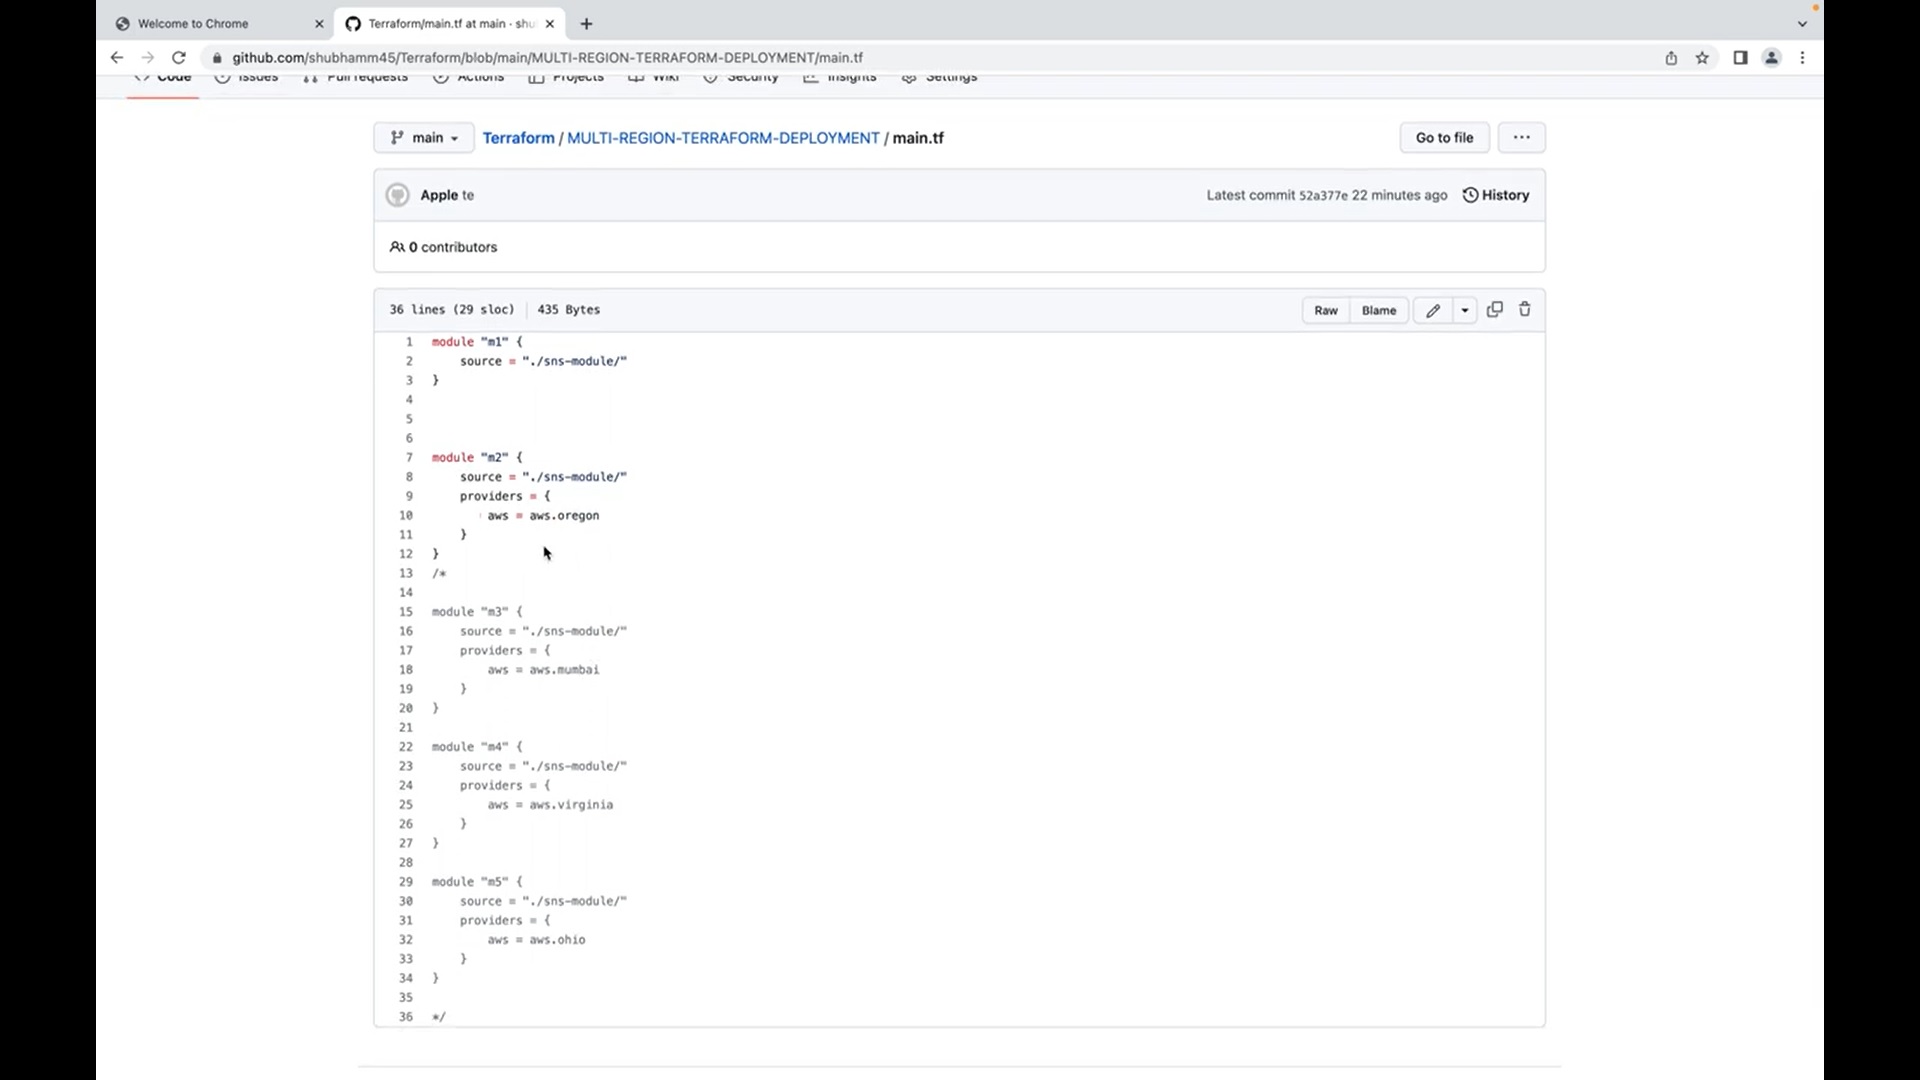 Welcome to Chrome
Terraform/main.tf at main · shu
github.com/shubhamm45/Terraform/blob/main/MULTI-REGION-TERRAFORM-DEPLOYMENT/main.tf
Code Issues Pull requests Actions Projects Wiki Security Insights Settings
main Terraform / MULTI-REGION-TERRAFORM-DEPLOYMENT / main.tf Go to file ...
Apple te Latest commit 52a377e 22 minutes ago History
0 contributors
36 lines (29 sloc) 435 Bytes Raw Blame
1 module "m1" {
2 source = "./sns-module/"
3 }
4
5
6
7 module "m2" {
8 source = "./sns-module/"
9 providers = {
10 aws = aws.oregon
11 }
12 }
13 /*
14
15 module "m3" {
16 source = "./sns-module/"
17 providers = {
18 aws = aws.mumbai
19 }
20 }
21
22 module "m4" {
23 source = "./sns-module/"
24 providers = {
25 aws = aws.virginia
26 }
27 }
28
29 module "m5" {
30 source = "./sns-module/"
31 providers = {
32 aws = aws.ohio
33 }
34 }
35
36 */